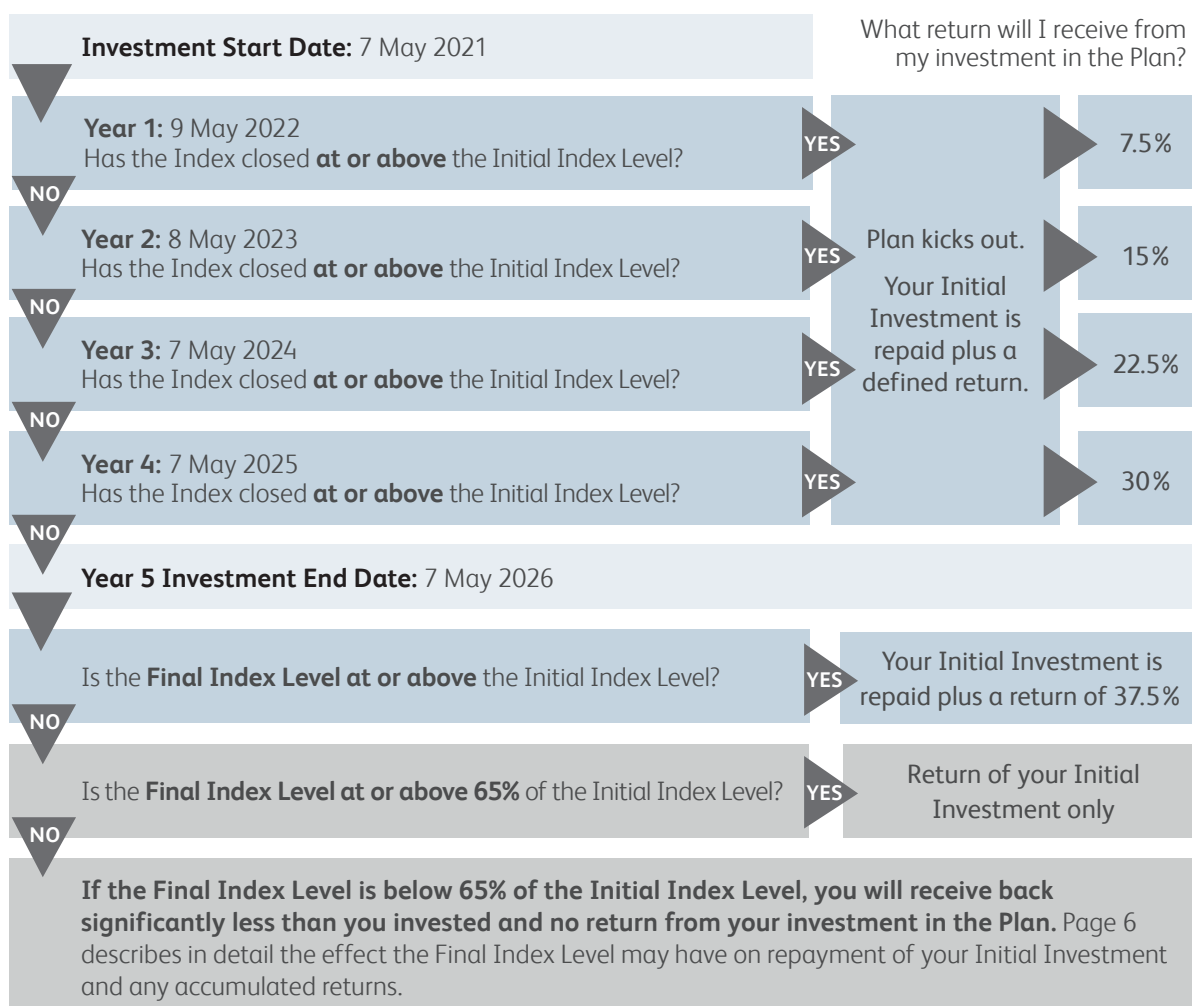 What return will I receive from
my investment in the Plan?
Investment Start Date: 7 May 2021
Year 1: 9 May 2022
Has the Index closed at or above the Initial Index Level?
YES
7.5%
NO
Year 2: 8 May 2023
Has the Index closed at or above the Initial Index Level?
YES
Plan kicks out.
Your Initial
Investment is
repaid plus a
defined return.
15%
NO
Year 3: 7 May 2024
Has the Index closed at or above the Initial Index Level?
YES
22.5%
NO
Year 4: 7 May 2025
Has the Index closed at or above the Initial Index Level?
YES
30%
NO
Year 5 Investment End Date: 7 May 2026
Is the Final Index Level at or above the Initial Index Level?
YES
Your Initial Investment is
repaid plus a return of 37.5%
NO
Is the Final Index Level at or above 65% of the Initial Index Level?
YES
Return of your Initial
Investment only
NO
If the Final Index Level is below 65% of the Initial Index Level, you will receive back
significantly less than you invested and no return from your investment in the Plan. Page 6
describes in detail the effect the Final Index Level may have on repayment of your Initial Investment
and any accumulated returns.